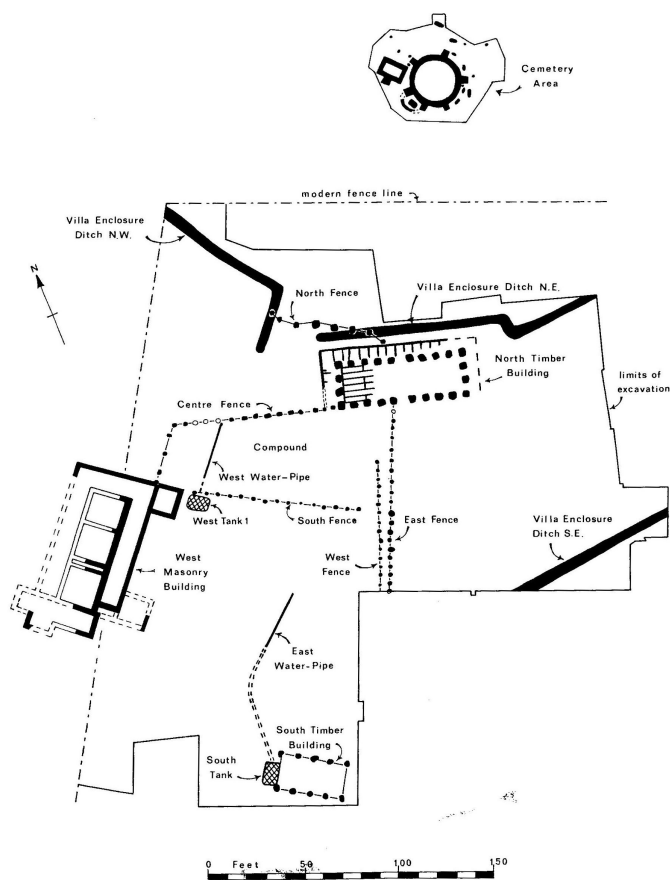 Cemetery
Area
modern fence line
Villa Enclosure
Ditch N.W.
N
North Fence
Villa Enclosure Ditch N.E.
North Timber
Building
limits of
excavation
Centre Fence
Compound
West Water-Pipe
West Tank 1
South Fence
East Fence
West
Fence
Villa Enclosure
Ditch S.E.
West
Masonry
Building
East
Water-Pipe
South Timber
Building
South
Tank
0 Feet 50 100 150